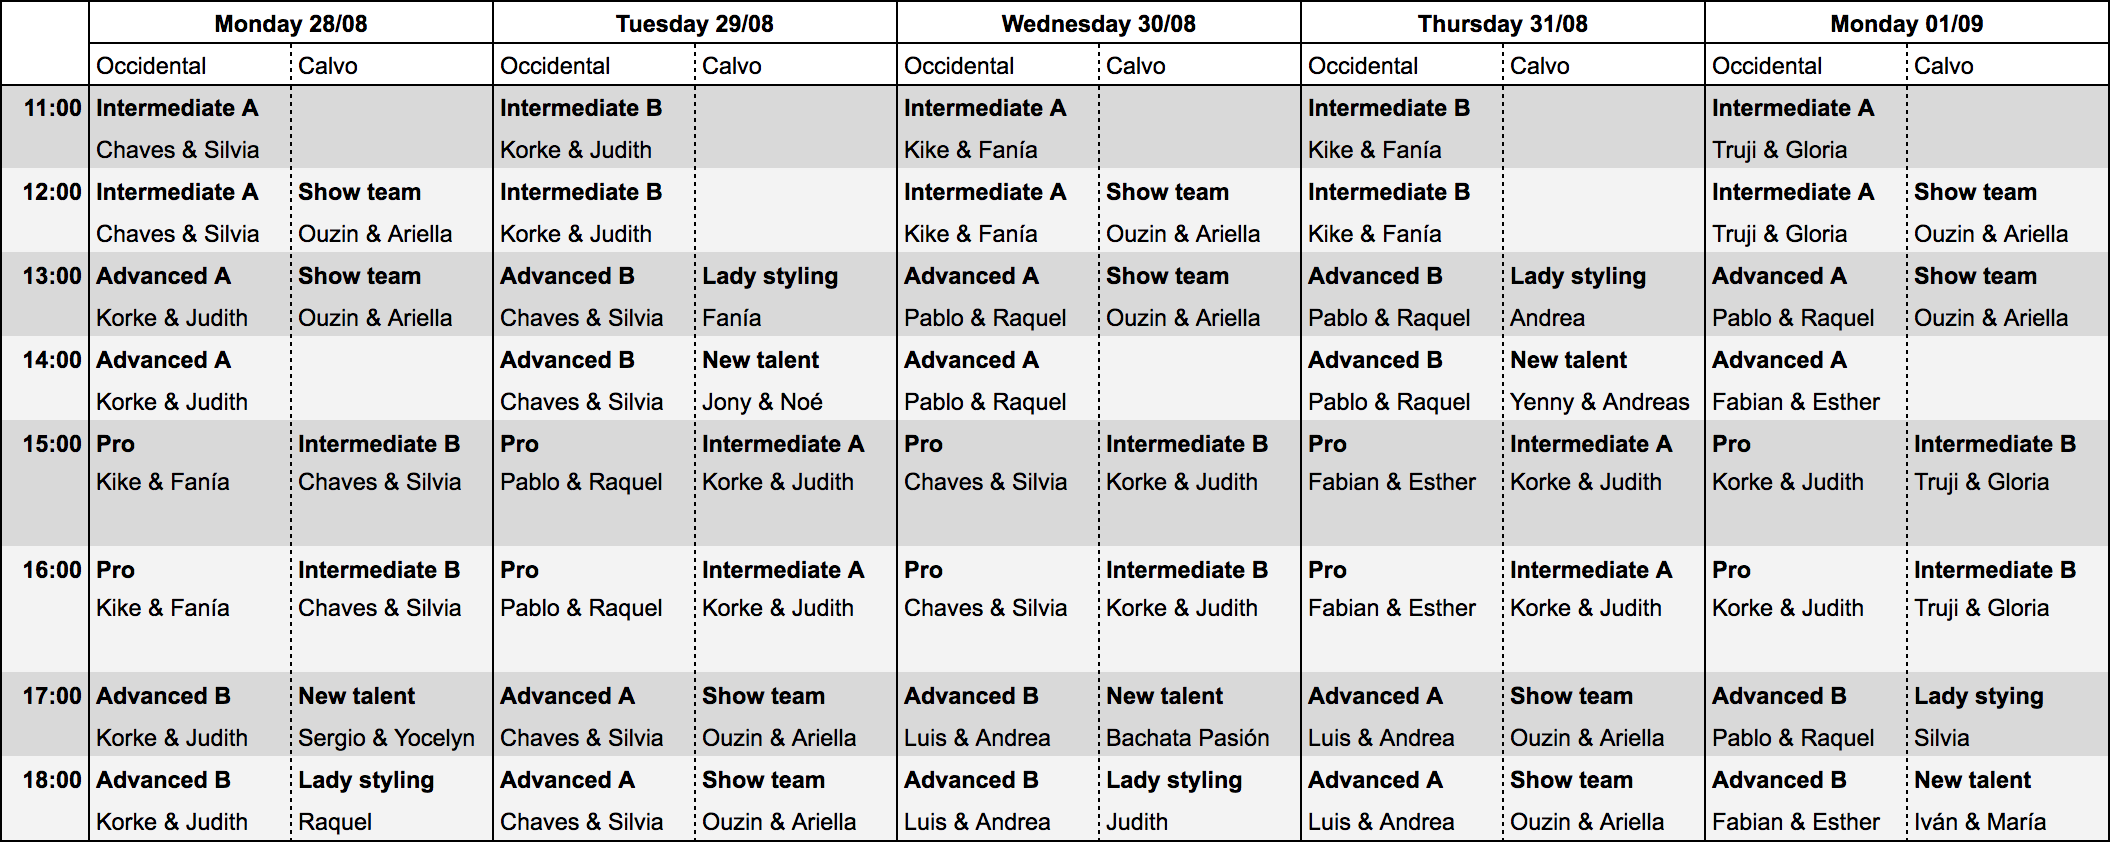 Monday 28/08 Tuesday 29/08 Wednesday 30/08 Thursday 31/08 Monday 01/09
Occidental Calvo Occidental Calvo Occidental Calvo Occidental Calvo Occidental Calvo
11:00 Intermediate A Intermediate B Intermediate A Intermediate B Intermediate A
Chaves & Silvia Korke & Judith Kike & Fanía Kike & Fanía Truji & Gloria
12:00 Intermediate A Show team Intermediate B Intermediate A Show team Intermediate B Intermediate A Show team
Chaves & Silvia Ouzin & Ariella Korke & Judith Kike & Fanía Ouzin & Ariella Kike & Fanía Truji & Gloria Ouzin & Ariella
13:00 Advanced A Show team Advanced B Lady styling Advanced A Show team Advanced B Lady styling Advanced A Show team
Korke & Judith Ouzin & Ariella Chaves & Silvia Fanía Pablo & Raquel Ouzin & Ariella Pablo & Raquel Andrea Pablo & Raquel Ouzin & Ariella
14:00 Advanced A Advanced B New talent Advanced A Advanced B New talent Advanced A
Korke & Judith Chaves & Silvia Jony & Noé Pablo & Raquel Pablo & Raquel Yenny & Andreas Fabian & Esther
15:00 Pro Intermediate B Pro Intermediate A Pro Intermediate B Pro Intermediate A Pro Intermediate B
Kike & Fanía Chaves & Silvia Pablo & Raquel Korke & Judith Chaves & Silvia Korke & Judith Fabian & Esther Korke & Judith Korke & Judith Truji & Gloria
16:00 Pro Intermediate B Pro Intermediate A Pro Intermediate B Pro Intermediate A Pro Intermediate B
Kike & Fanía Chaves & Silvia Pablo & Raquel Korke & Judith Chaves & Silvia Korke & Judith Fabian & Esther Korke & Judith Korke & Judith Truji & Gloria
17:00 Advanced B New talent Advanced A Show team Advanced B New talent Advanced A Show team Advanced B Lady stying
Korke & Judith Sergio & Yocelyn Chaves & Silvia Ouzin & Ariella Luis & Andrea Bachata Pasión Luis & Andrea Ouzin & Ariella Pablo & Raquel Silvia
18:00 Advanced B Lady styling Advanced A Show team Advanced B Lady styling Advanced A Show team Advanced B New talent
Korke & Judith Raquel Chaves & Silvia Ouzin & Ariella Luis & Andrea Judith Luis & Andrea Ouzin & Ariella Fabian & Esther Iván & María